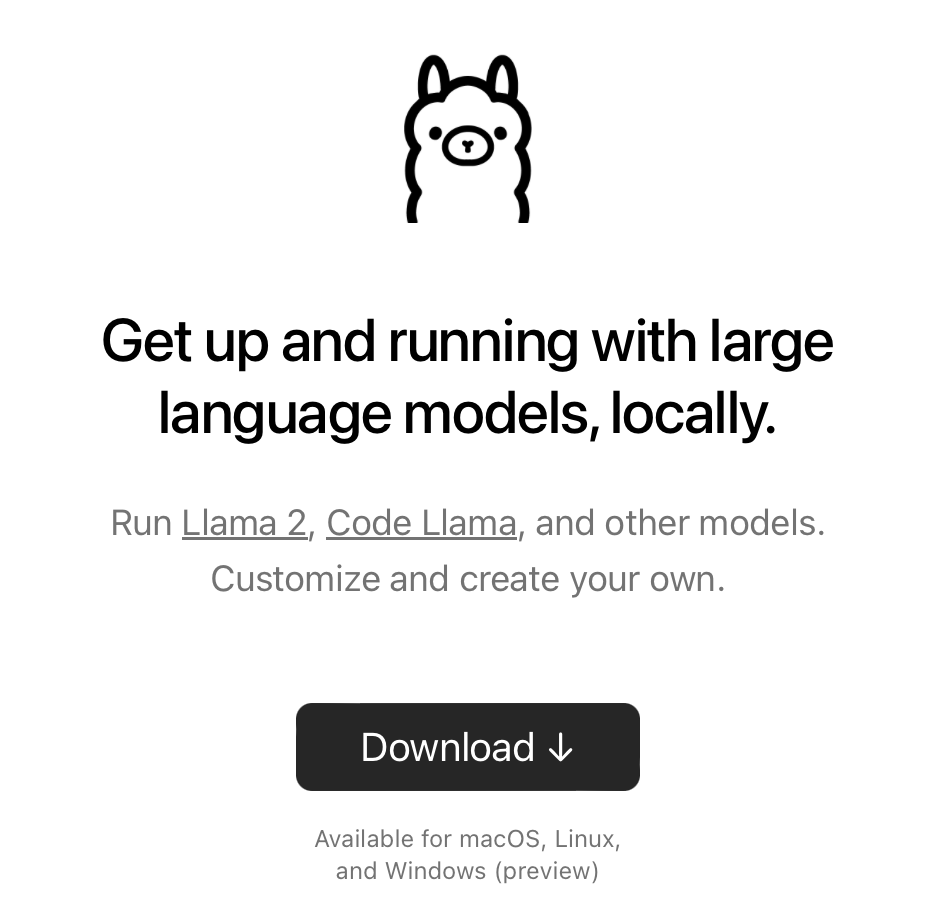 Get up and running with large
language models, locally.
Run Llama 2, Code Llama, and other models.
Customize and create your own.
Download ↓
Available for macOS, Linux,
and Windows (preview)